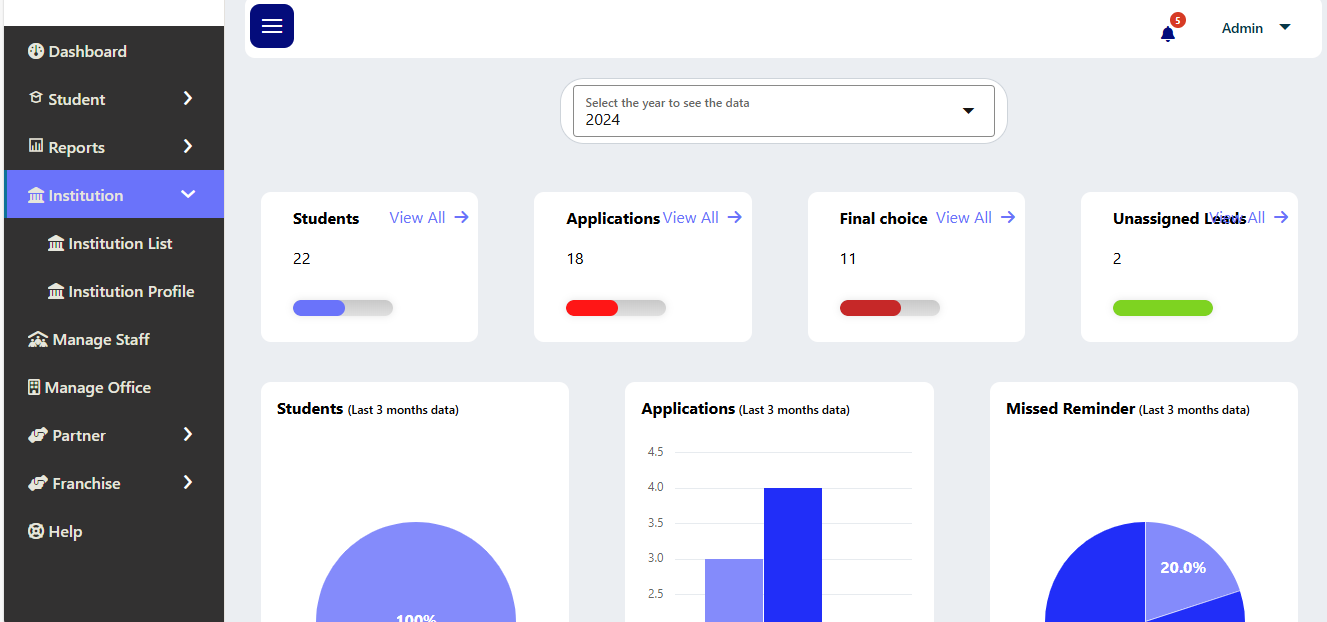 Dashboard
Student
Reports
Institution
Institution List
Institution Profile
Manage Staff
Manage Office
Partner
Franchise
Help
5
Admin
Select the year to see the data
2024
Students View All
22
Applications View All
18
Final choice View All
11
Unassigned Leads View All
2
Students (Last 3 months data)
100%
Applications (Last 3 months data)
4.5
4.0
3.5
3.0
2.5
Missed Reminder (Last 3 months data)
20.0%